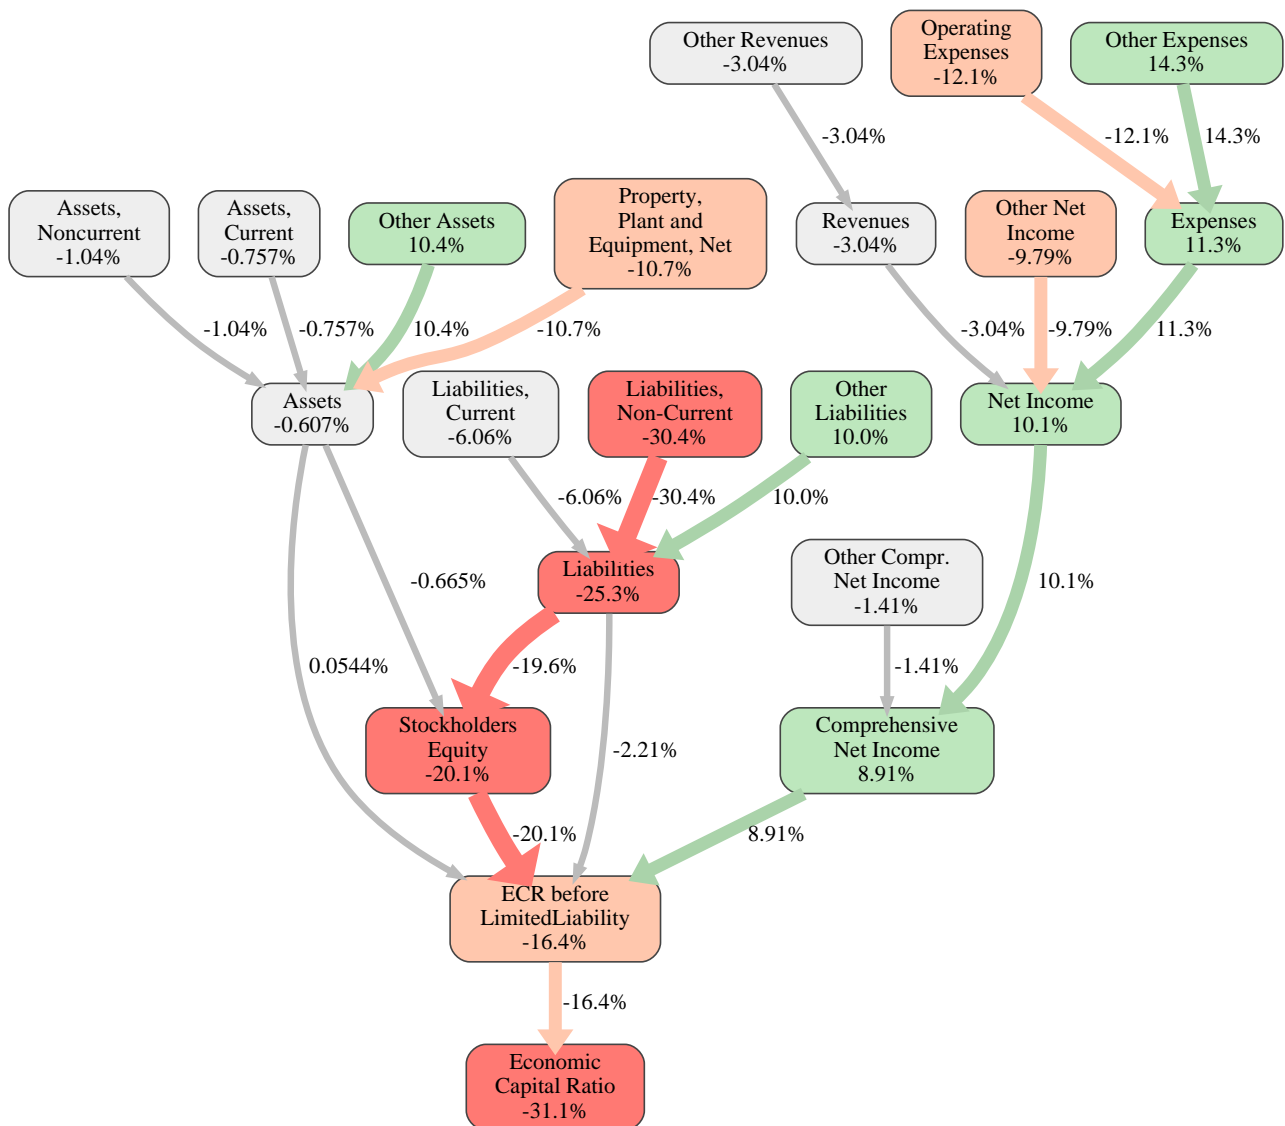 Other Revenues
-3.04%
Operating
Expenses
-12.1%
Other Expenses
14.3%
-3.04%
-12.1%
14.3%
Assets,
Noncurrent
-1.04%
Assets,
Current
-0.757%
Other Assets
10.4%
Property,
Plant and
Equipment, Net
-10.7%
Revenues
-3.04%
Other Net
Income
-9.79%
Expenses
11.3%
-1.04%
-0.757%
10.4%
-10.7%
-3.04%
-9.79%
11.3%
Assets
-0.607%
Liabilities,
Current
-6.06%
Liabilities,
Non-Current
-30.4%
Other
Liabilities
10.0%
Net Income
10.1%
-6.06%
-30.4%
10.0%
Liabilities
-25.3%
Other Compr.
Net Income
-1.41%
-0.665%
10.1%
0.0544%
-19.6%
-1.41%
Stockholders
Equity
-20.1%
-2.21%
Comprehensive
Net Income
8.91%
-20.1%
8.91%
ECR before
LimitedLiability
-16.4%
-16.4%
Economic
Capital Ratio
-31.1%